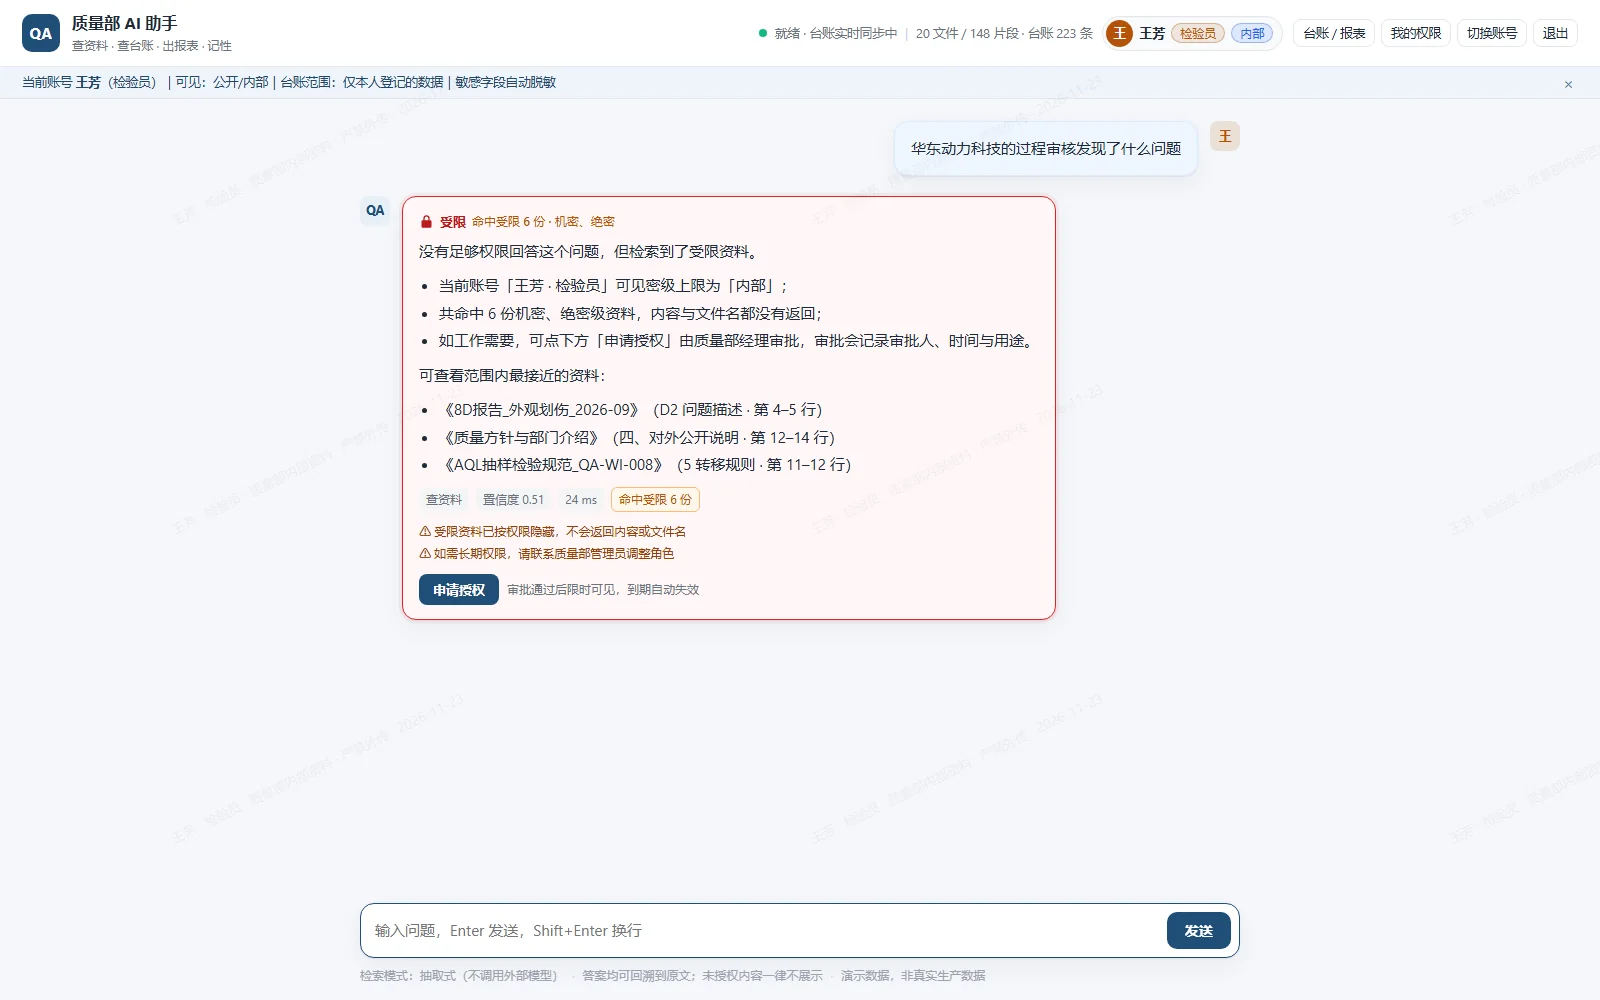 QA
质量部 AI 助手
查资料 · 查台账 · 出报表 · 记性
就绪 · 台账实时同步中 | 20 文件 / 148 片段 · 台账 223 条
王 王芳 检验员 内部
台账 / 报表
我的权限
切换账号
退出
当前账号 王芳（检验员） | 可见：公开/内部 | 台账范围：仅本人登记的数据 | 敏感字段自动脱敏
×
华东动力科技的过程审核发现了什么问题
王
QA
受限 命中受限 6 份 · 机密、绝密
没有足够权限回答这个问题，但检索到了受限资料。
当前账号「王芳 · 检验员」可见密级上限为「内部」；
共命中 6 份机密、绝密级资料，内容与文件名都没有返回；
如工作需要，可点下方「申请授权」由质量部经理审批，审批会记录审批人、时间与用途。
可查看范围内最接近的资料：
《8D报告_外观划伤_2026-09》（D2 问题描述 · 第 4–5 行）
《质量方针与部门介绍》（四、对外公开说明 · 第 12–14 行）
《AQL抽样检验规范_QA-WI-008》（5 转移规则 · 第 11–12 行）
查资料 置信度 0.51 24 ms 命中受限 6 份
⚠ 受限资料已按权限隐藏，不会返回内容或文件名
⚠ 如需长期权限，请联系质量部管理员调整角色
申请授权 审批通过后限时可见，到期自动失效
王芳 · 检验员 · 质量部内部资料 · 严禁外传 · 2026-11-23
输入问题，Enter 发送，Shift+Enter 换行
发送
检索模式：抽取式（不调用外部模型） · 答案均可回溯到原文；未授权内容一律不展示 · 演示数据，非真实生产数据